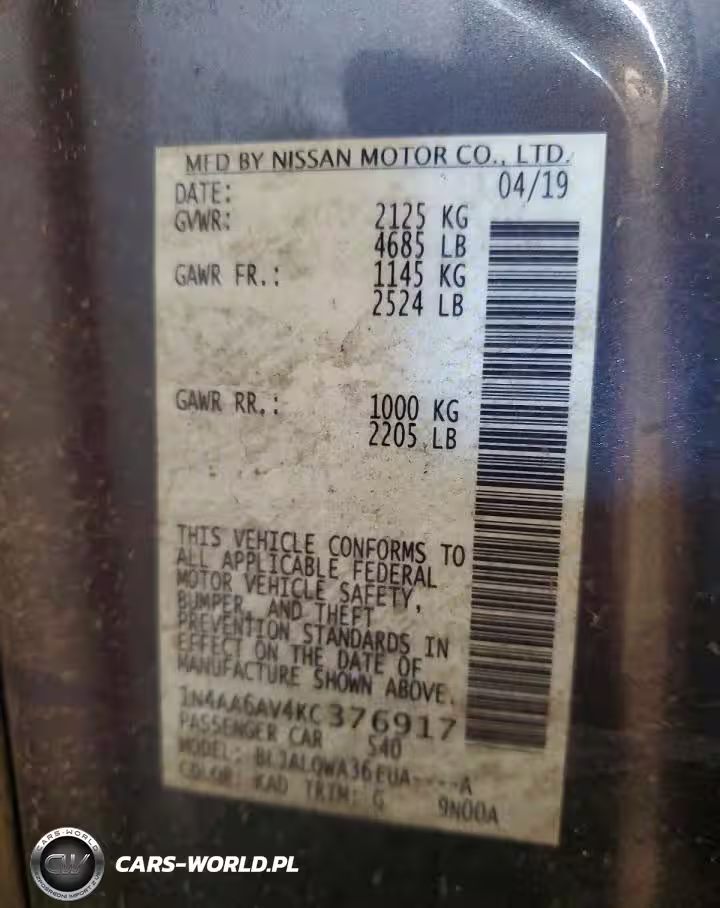 MFD BY NISSAN MOTOR CO., LTD.
DATE: 04/19
GVWR: 2125 KG
4685 LB
GAWR FR.: 1145 KG
2524 LB
GAWR RR.: 1000 KG
2205 LB
THIS VEHICLE CONFORMS TO
ALL APPLICABLE FEDERAL
MOTOR VEHICLE SAFETY,
BUMPER, AND THEFT
PREVENTION STANDARDS IN
EFFECT ON THE DATE OF
MANUFACTURE SHOWN ABOVE.
1N4AA6AV4KC376917
PASSENGER CAR S40
MODEL: A
COLOR: KAD TRIM: G 9N00A
CARS-WORLD
CW
CARS-WORLD.PL